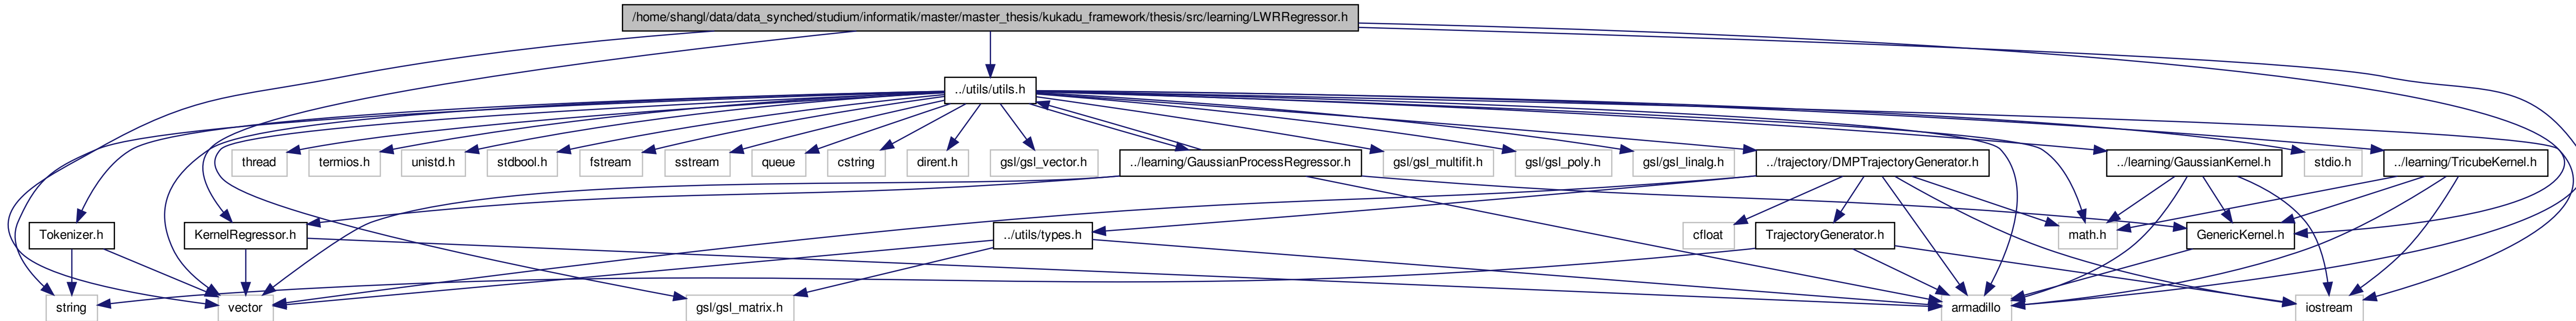 /home/shangl/data/data_synched/studium/informatik/master/master_thesis/kukadu_framework/thesis/src/learning/LWRRegressor.h
../utils/utils.h
thread
termios.h
unistd.h
stdbool.h
fstream
sstream
queue
cstring
dirent.h
gsl/gsl_vector.h
../learning/GaussianProcessRegressor.h
gsl/gsl_multifit.h
gsl/gsl_poly.h
gsl/gsl_linalg.h
../trajectory/DMPTrajectoryGenerator.h
../learning/GaussianKernel.h
stdio.h
../learning/TricubeKernel.h
Tokenizer.h
KernelRegressor.h
../utils/types.h
cfloat
TrajectoryGenerator.h
math.h
GenericKernel.h
string
vector
gsl/gsl_matrix.h
armadillo
iostream